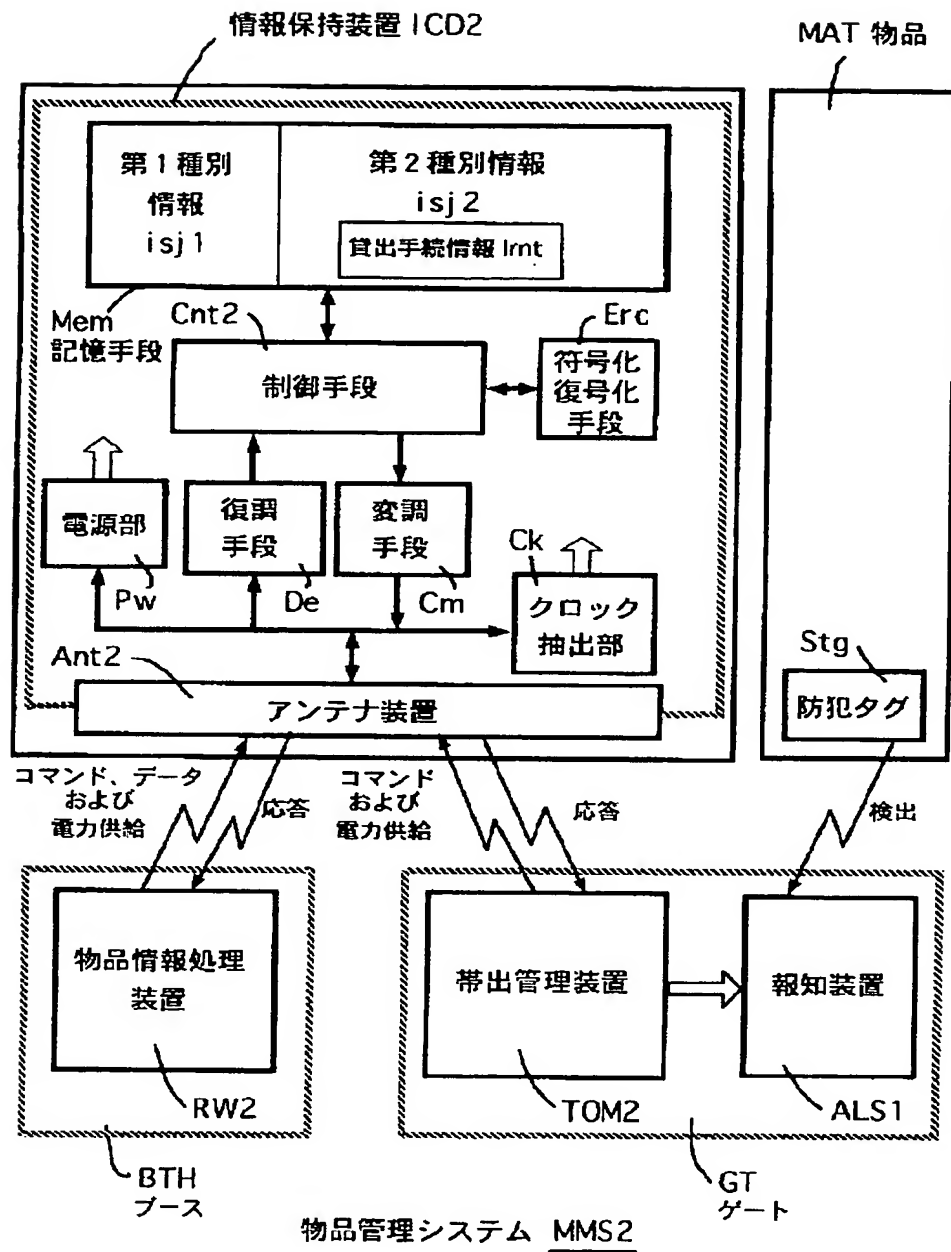 情報保持装置 ICD2
MAT 物品
第1種別
情報
isj1
第2種別情報
isj2
貸出手続情報 Irnt
Mem
記憶手段
Cnt2
制御手段
Erc
符号化
復号化
手段
電源部
Pw
復調
手段
De
変調
手段
Cm
Ck
クロック
抽出部
Ant2
アンテナ装置
Stg
防犯タグ
コマンド、データ
および
電力供給
応答
コマンド
および
電力供給
応答
検出
物品情報処理
装置
RW2
帯出管理装置
TOM2
報知装置
ALS1
BTH
ブース
GT
ゲート
物品管理システム MMS2